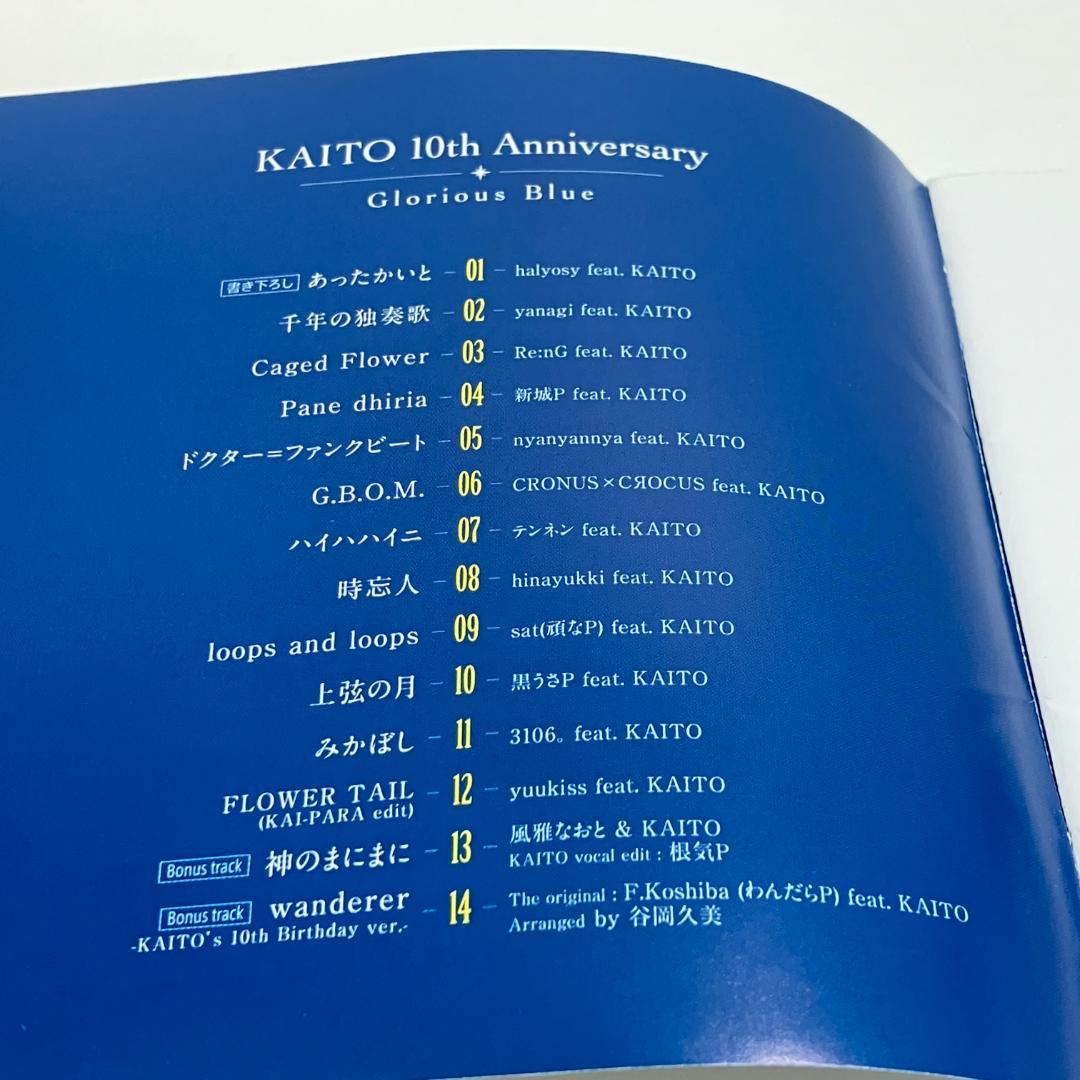 KAITO 10th Anniversary
Glorious Blue
書き下ろし あったかいと - 01 - halyosy feat. KAITO
千年の独奏歌 - 02 - yanagi feat. KAITO
Caged Flower - 03 - Re:nG feat. KAITO
Pane dhiria - 04 - 新城P feat. KAITO
ドクター=ファンクビート - 05 - nyanyannya feat. KAITO
G.B.O.M. - 06 - CRONUS×CЯOCUS feat. KAITO
ハイハハイニ - 07 - テンネン feat. KAITO
時忘人 - 08 - hinayukki feat. KAITO
loops and loops - 09 - sat(頑なP) feat. KAITO
上弦の月 - 10 - 黒うさP feat. KAITO
みかぼし - 11 - 3106。 feat. KAITO
FLOWER TAIL - 12 - yuukiss feat. KAITO
(KAI-PARA edit)
Bonus track 神のまにまに - 13 - 風雅なおと & KAITO
KAITO vocal edit : 根気P
Bonus track wanderer - 14 - The original : F.Koshiba (わんだらP) feat. KAITO
-KAITO's 10th Birthday ver.- Arranged by 谷岡久美